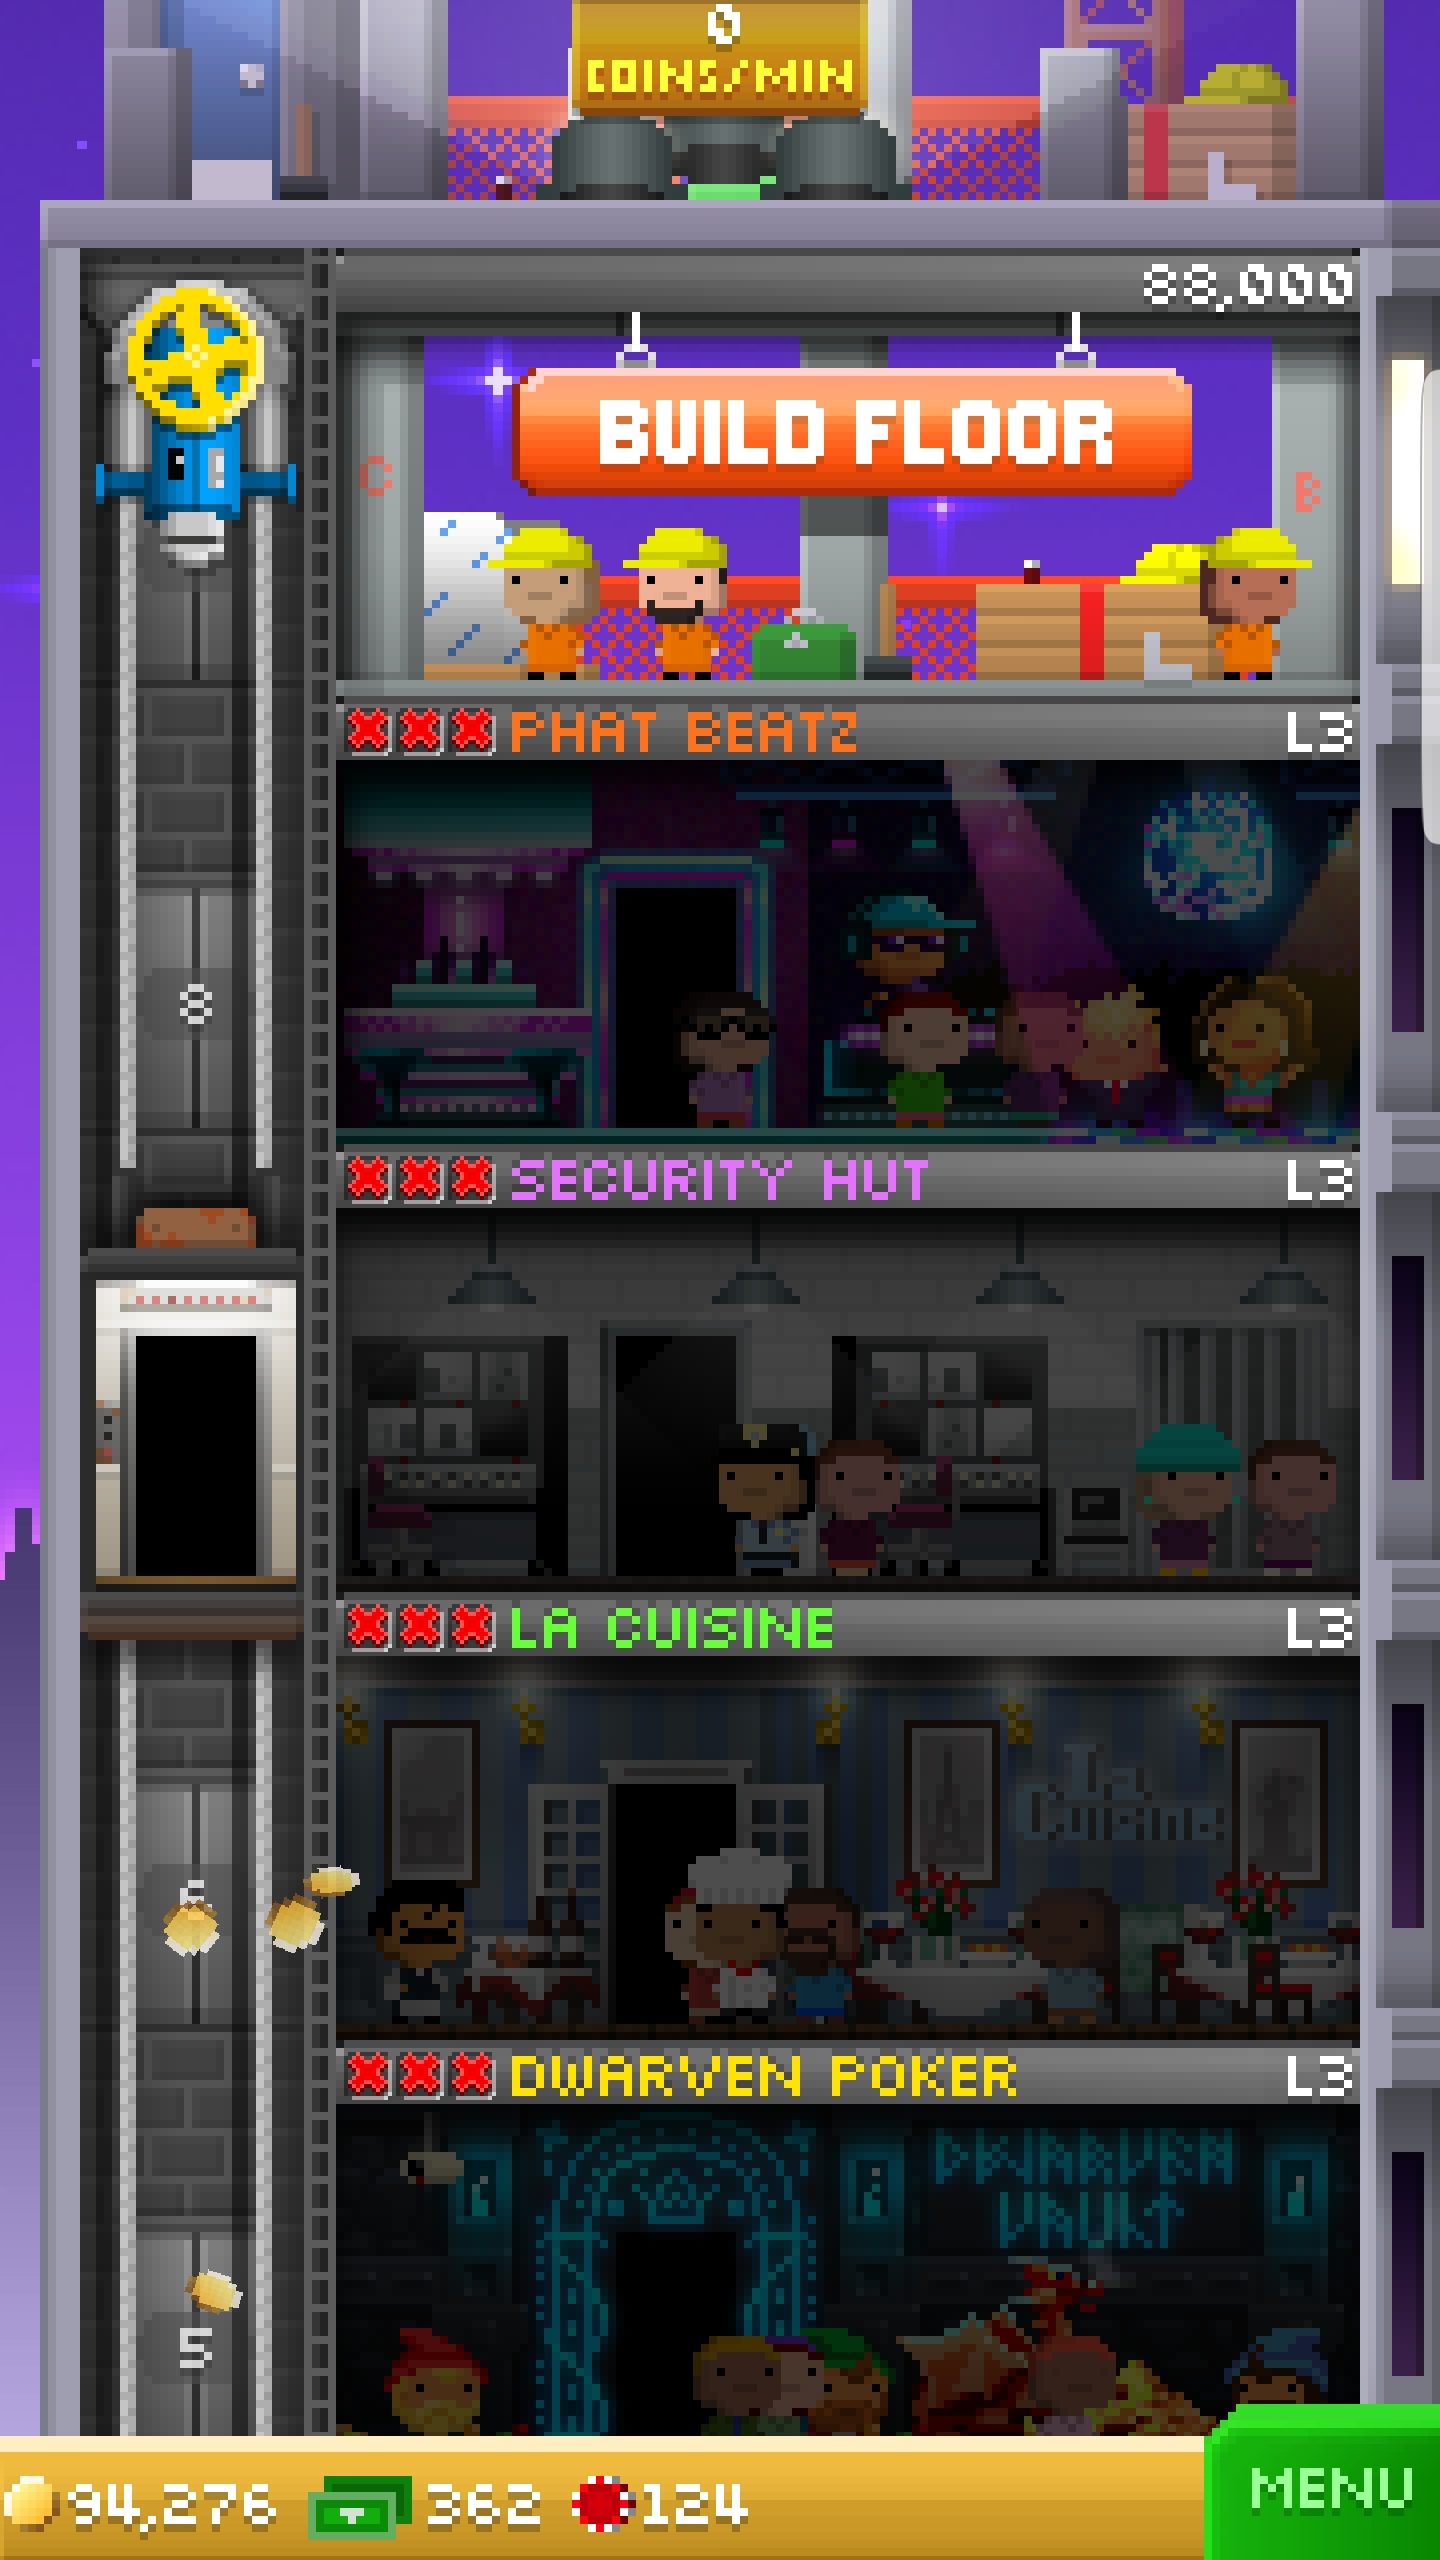 0
COINS/MIN
88,000
BUILD FLOOR
C
B
PHAT BEATZ
L3
8
SECURITY HUT
L3
LA CUISINE
L3
La
Cuisine
DWARVEN POKER
L3
DWARVEN
VAULT
5
94,276
362
124
MENU